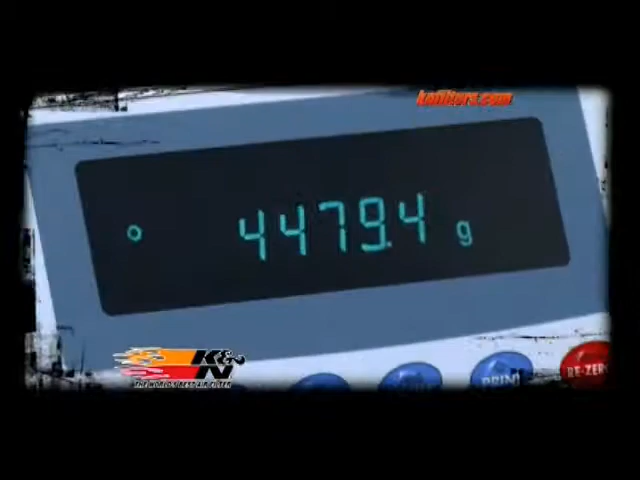 knfilters.com
o 4479.4 g
K&N
THE WORLD'S BEST AIR FILTER
PRINT
RE-ZERO